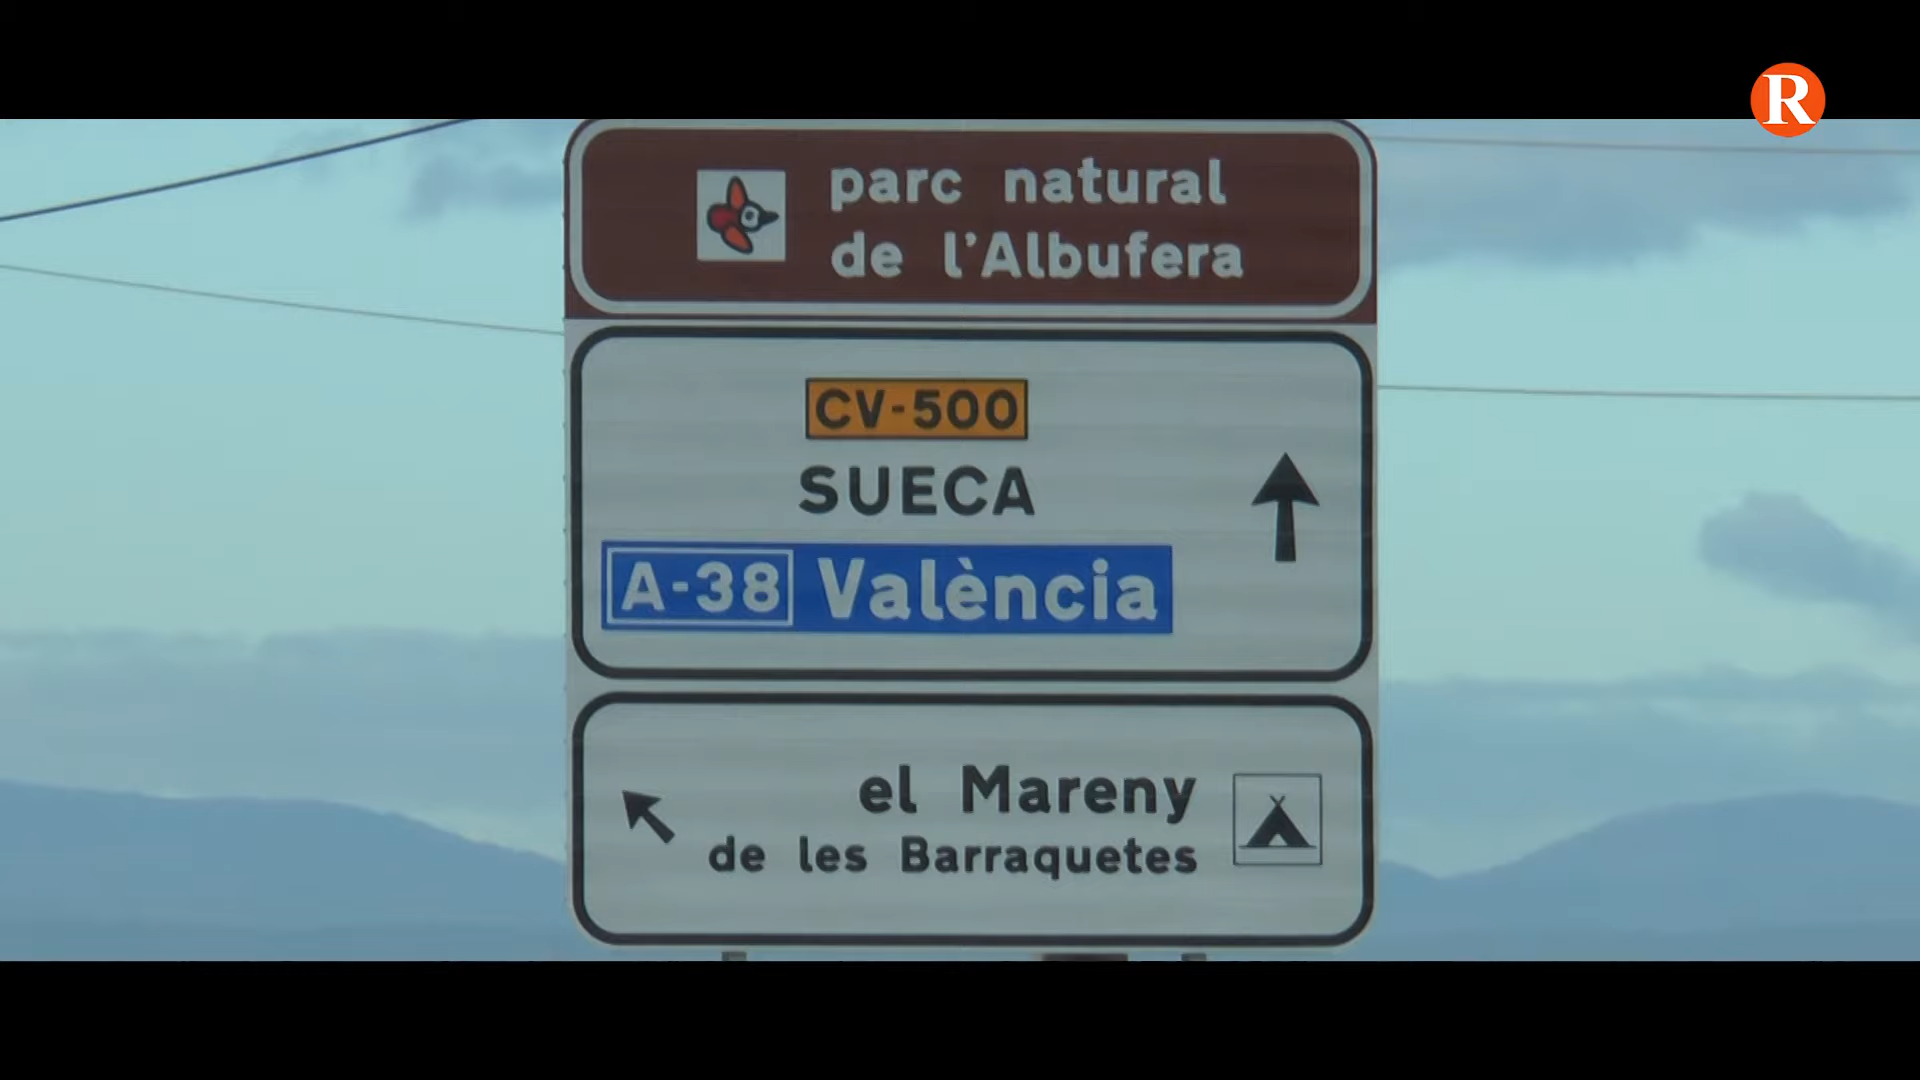 R
parc natural
de l'Albufera
CV-500
SUECA
A-38 València
el Mareny
de les Barraquetes